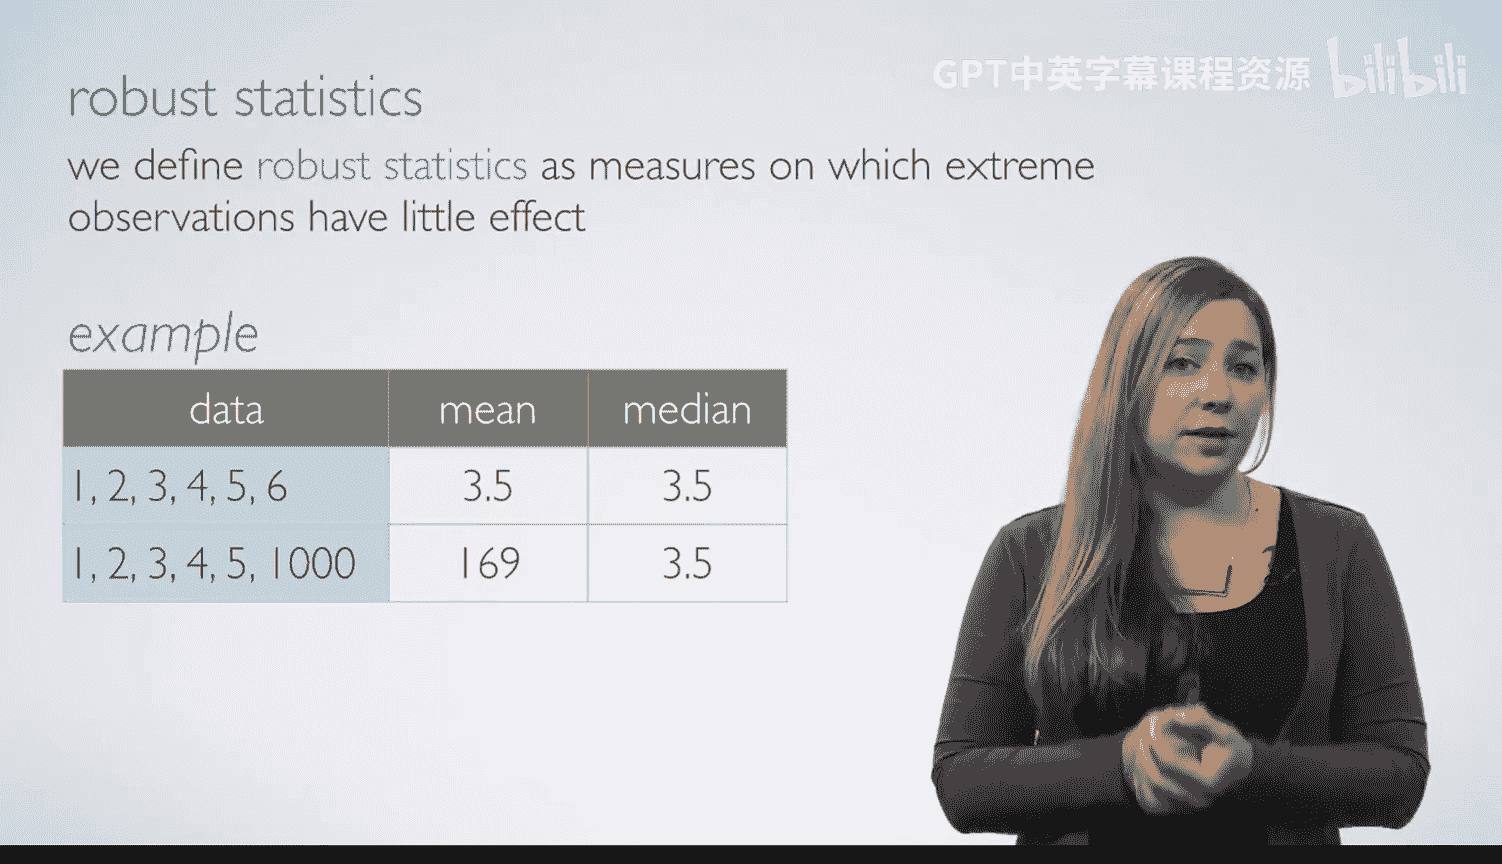 GPT中英字幕课程资源 bilibili
robust statistics
we define robust statistics as measures on which extreme
observations have little effect
example
data mean median
1, 2, 3, 4, 5, 6 3.5 3.5
1, 2, 3, 4, 5, 1000 169 3.5